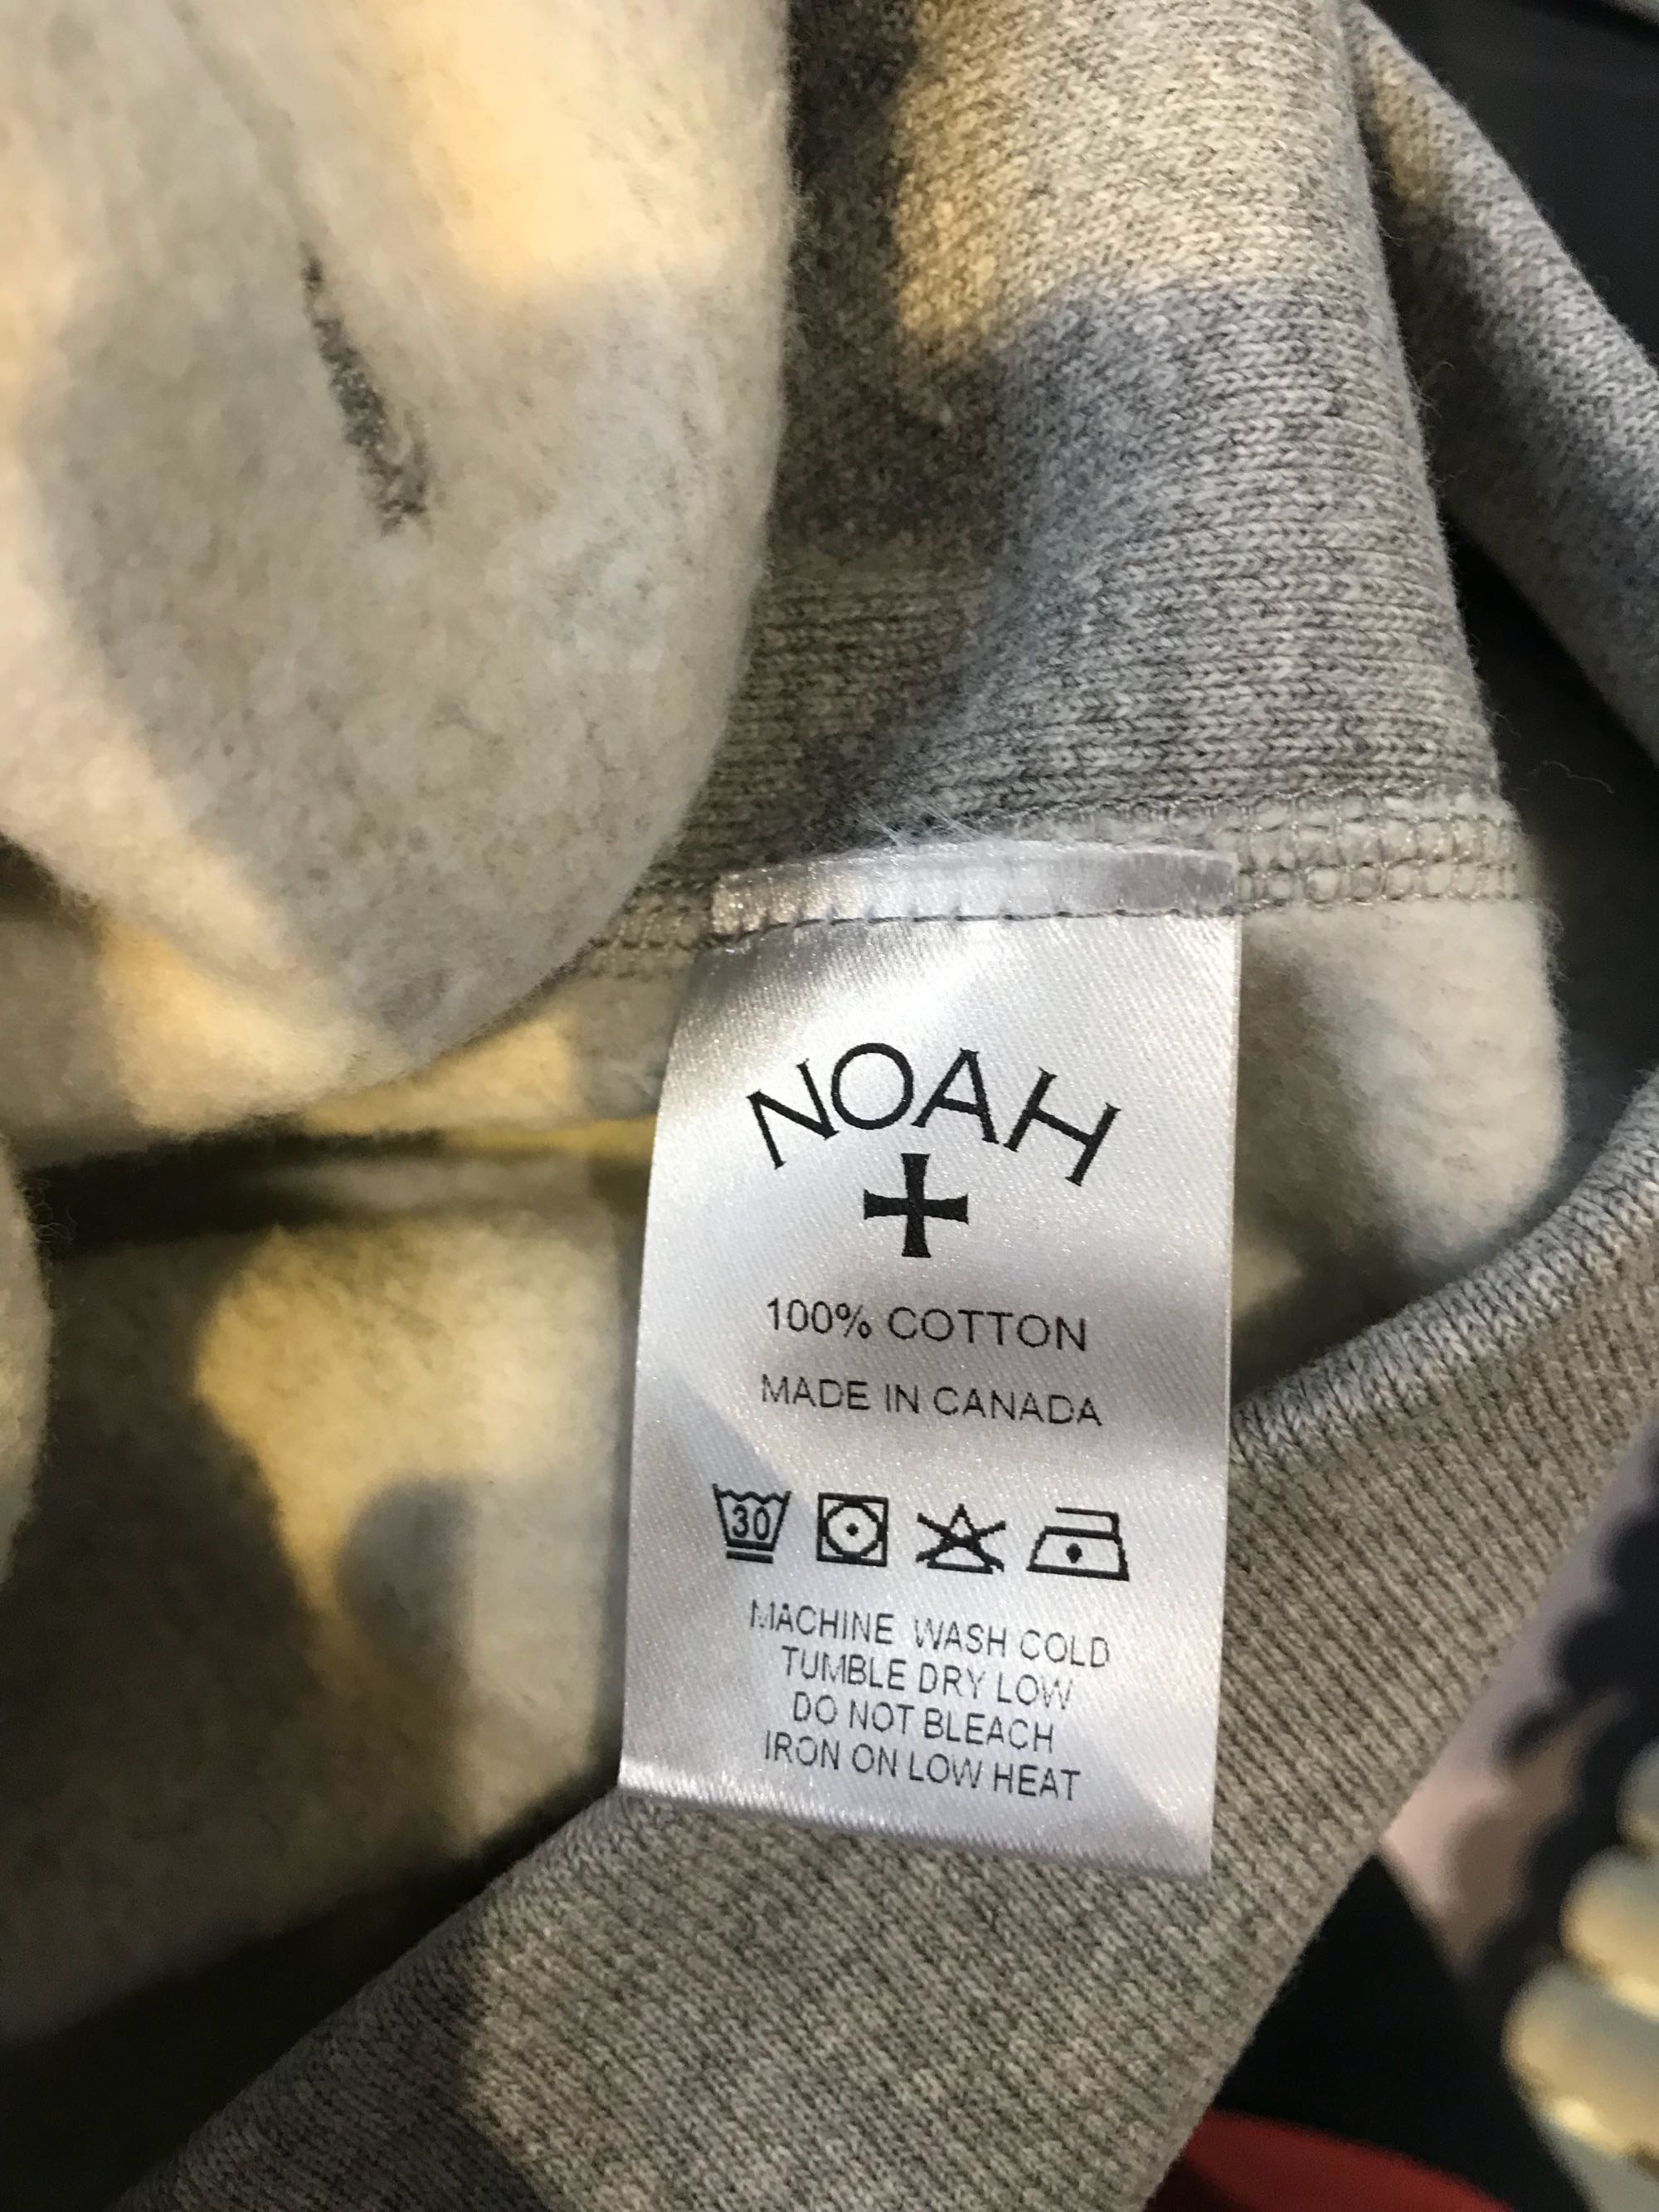 NOAH
100% COTTON
MADE IN CANADA
30
MACHINE WASH COLD
TUMBLE DRY LOW
DO NOT BLEACH
IRON ON LOW HEAT